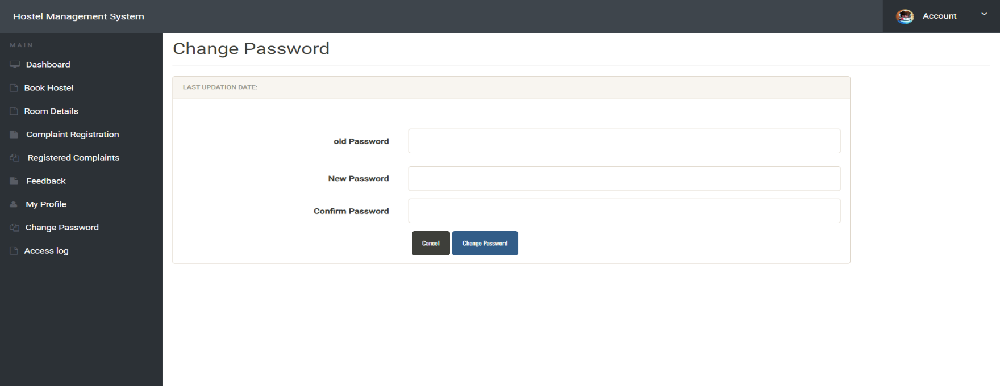 Hostel Management System
Account
MAIN
Dashboard
Book Hostel
Room Details
Complaint Registration
Registered Complaints
Feedback
My Profile
Change Password
Access log
Change Password
LAST UPDATION DATE:
old Password
New Password
Confirm Password
Cancel Change Password